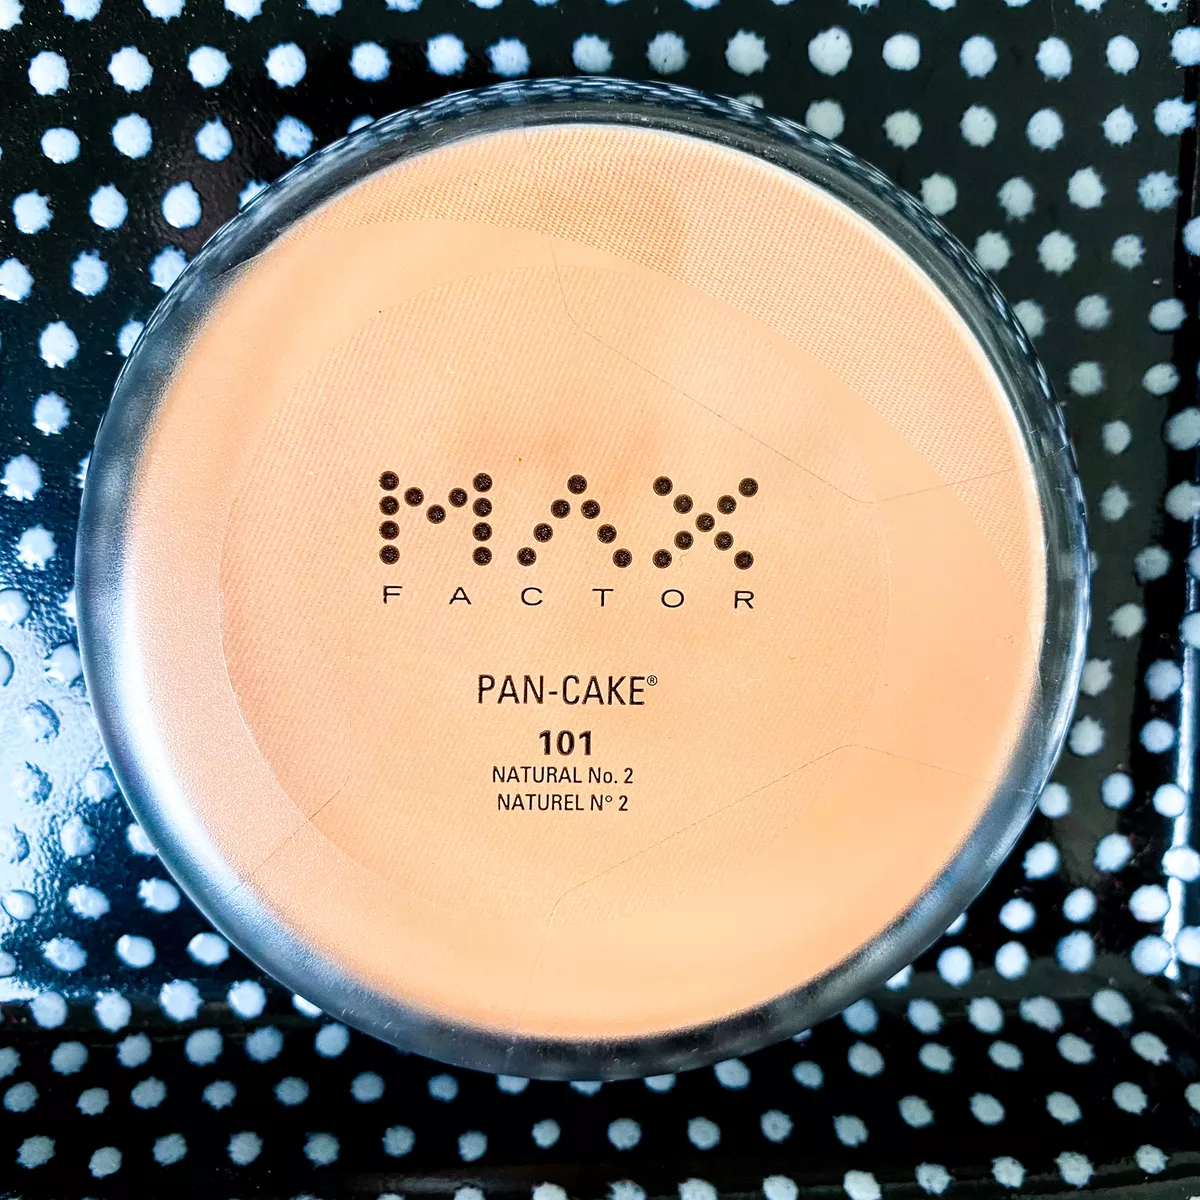 MAX
FACTOR
PAN-CAKE®
101
NATURAL No. 2
NATUREL N° 2